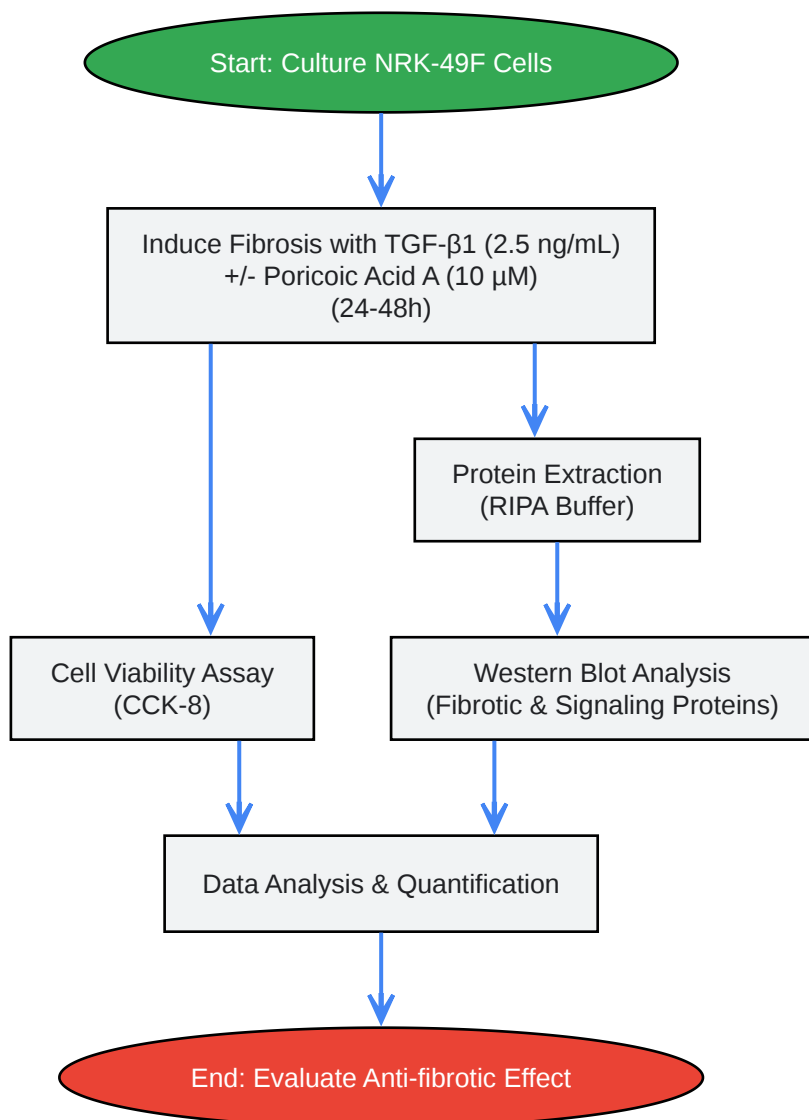 Start: Culture NRK-49F Cells
Induce Fibrosis with TGF-β1 (2.5 ng/mL)
+/- Poricoic Acid A (10 µM)
(24-48h)
Protein Extraction
(RIPA Buffer)
Cell Viability Assay
(CCK-8)
Western Blot Analysis
(Fibrotic & Signaling Proteins)
Data Analysis & Quantification
End: Evaluate Anti-fibrotic Effect